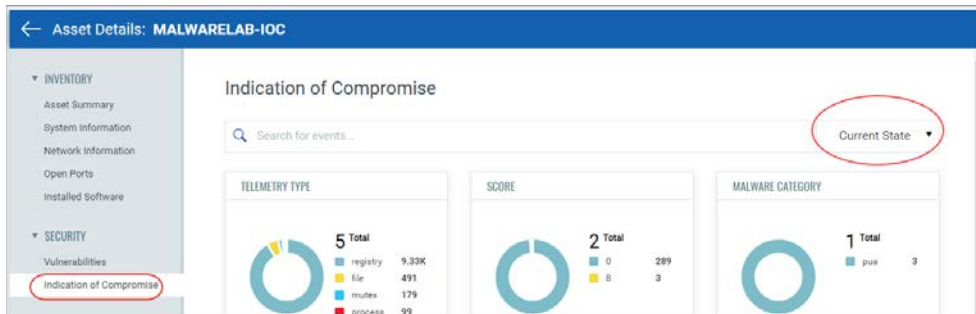 Asset Details: MALWARELAB-IOC
INVENTORY
Asset Summary
System Information
Network Information
Open Ports
Installed Software
SECURITY
Vulnerabilities
Indication of Compromise
Indication of Compromise
Search for events...
Current State
TELEMETRY TYPE
5 Total
registry 9.33K
file 491
mutex 179
process 99
SCORE
2 Total
0 289
8 3
MALWARE CATEGORY
1 Total
pua 3